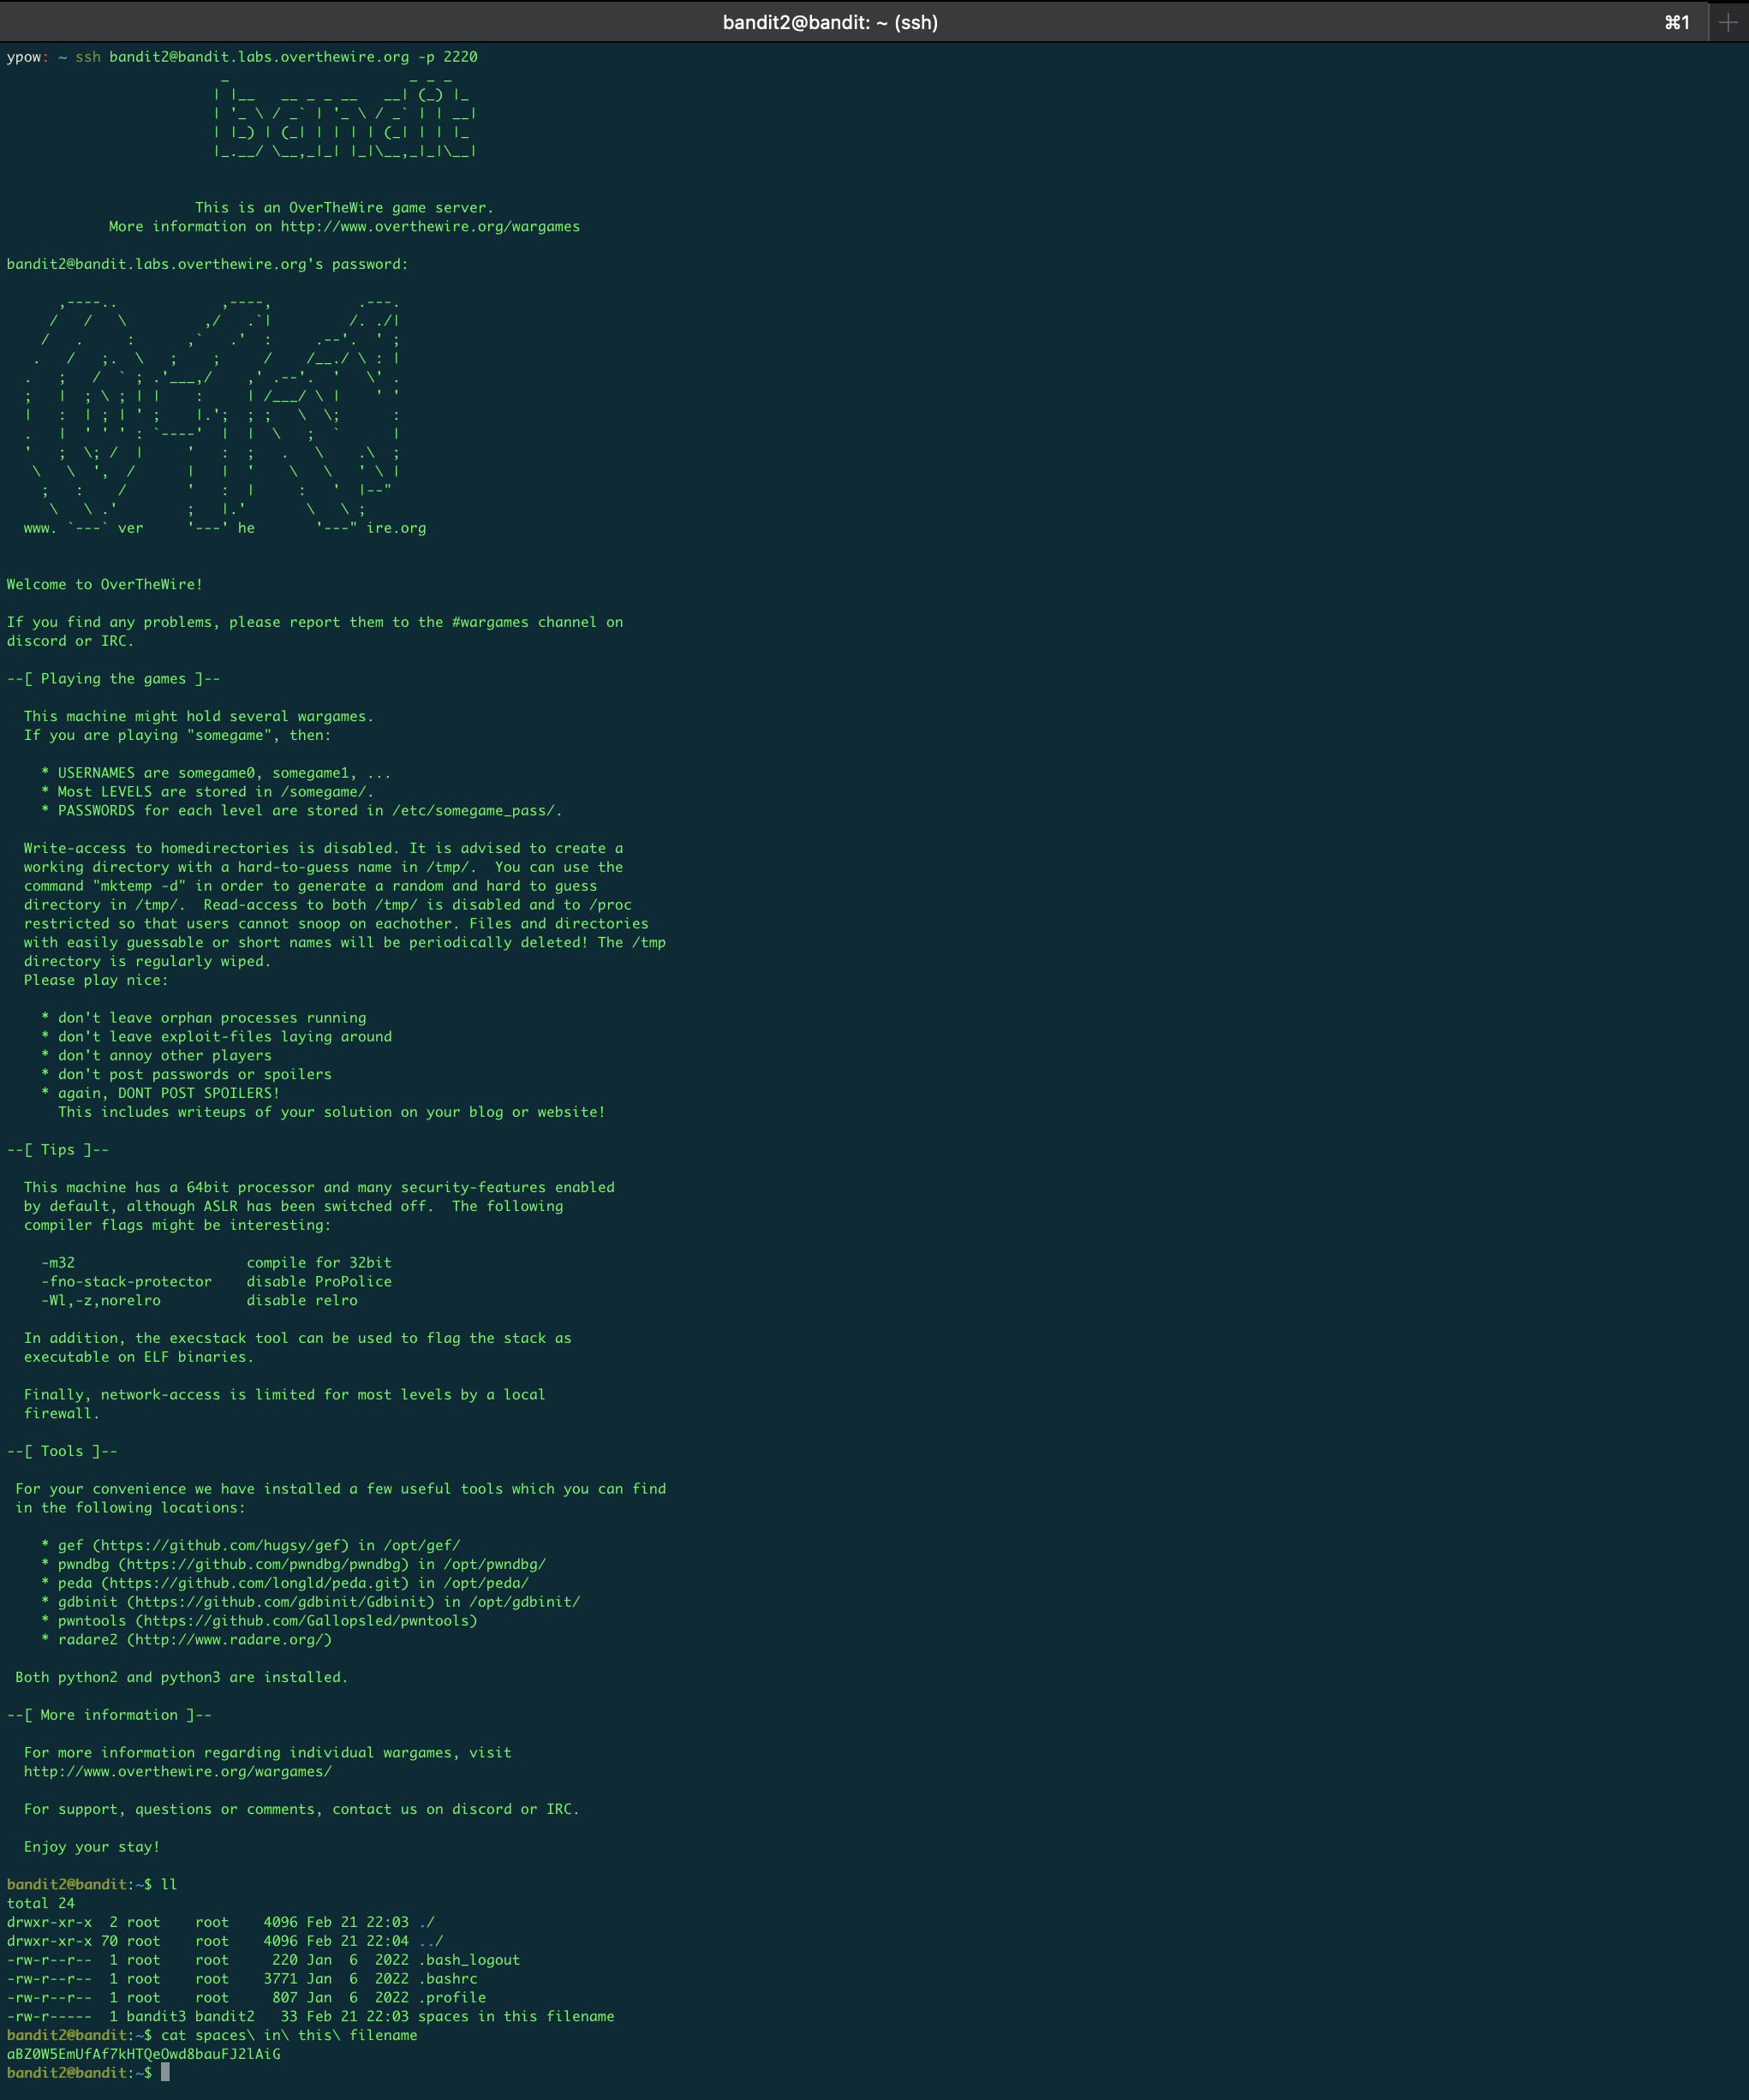 bandit2@bandit: ~ (ssh)
⌘1
ypow: ~ ssh bandit2@bandit.labs.overthewire.org -p 2220
                         _                     _ _ _
                        | |__   __ _ _ __   __| (_) |_
                        | '_ \ / _` | '_ \ / _` | | __|
                        | |_) | (_| | | | | (_| | | |_
                        |_.__/ \__,_|_| |_|\__,_|_|\__|
                      This is an OverTheWire game server.
            More information on http://www.overthewire.org/wargames
bandit2@bandit.labs.overthewire.org's password:
      ,----..            ,----,          .---.
     /   /   \         ,/   .`|         /. ./|
    /   .     :      ,`   .'  :     .--'.  ' ;
   .   /   ;.  \   ;    ;     /    /__./ \ : |
  .   ;   /  ` ; .'___,/    ,' .--'.  '   \' .
  ;   |  ; \ ; | |    :     | /___/ \ |    ' '
  |   :  | ; | ' ;    |.';  ; ;   \  \;      :
  .   |  ' ' ' : `----'  |  |  \   ;  `      |
  '   ;  \; /  |     '   :  ;   .   \    .\  ;
   \   \  ',  /      |   |  '    \   \   ' \ |
    ;   :    /       '   :  |     :   '  |--"
     \   \ .'        ;   |.'       \   \ ;
  www. `---` ver     '---' he       '---" ire.org
Welcome to OverTheWire!
If you find any problems, please report them to the #wargames channel on
discord or IRC.
--[ Playing the games ]--
  This machine might hold several wargames.
  If you are playing "somegame", then:
    * USERNAMES are somegame0, somegame1, ...
    * Most LEVELS are stored in /somegame/.
    * PASSWORDS for each level are stored in /etc/somegame_pass/.
  Write-access to homedirectories is disabled. It is advised to create a
  working directory with a hard-to-guess name in /tmp/.  You can use the
  command "mktemp -d" in order to generate a random and hard to guess
  directory in /tmp/.  Read-access to both /tmp/ is disabled and to /proc
  restricted so that users cannot snoop on eachother. Files and directories
  with easily guessable or short names will be periodically deleted! The /tmp
  directory is regularly wiped.
  Please play nice:
    * don't leave orphan processes running
    * don't leave exploit-files laying around
    * don't annoy other players
    * don't post passwords or spoilers
    * again, DONT POST SPOILERS!
      This includes writeups of your solution on your blog or website!
--[ Tips ]--
  This machine has a 64bit processor and many security-features enabled
  by default, although ASLR has been switched off.  The following
  compiler flags might be interesting:
    -m32                    compile for 32bit
    -fno-stack-protector    disable ProPolice
    -Wl,-z,norelro          disable relro
  In addition, the execstack tool can be used to flag the stack as
  executable on ELF binaries.
  Finally, network-access is limited for most levels by a local
  firewall.
--[ Tools ]--
 For your convenience we have installed a few useful tools which you can find
 in the following locations:
    * gef (https://github.com/hugsy/gef) in /opt/gef/
    * pwndbg (https://github.com/pwndbg/pwndbg) in /opt/pwndbg/
    * peda (https://github.com/longld/peda.git) in /opt/peda/
    * gdbinit (https://github.com/gdbinit/Gdbinit) in /opt/gdbinit/
    * pwntools (https://github.com/Gallopsled/pwntools)
    * radare2 (http://www.radare.org/)
 Both python2 and python3 are installed.
--[ More information ]--
  For more information regarding individual wargames, visit
  http://www.overthewire.org/wargames/
  For support, questions or comments, contact us on discord or IRC.
  Enjoy your stay!
bandit2@bandit:~$ ll
total 24
drwxr-xr-x  2 root    root    4096 Feb 21 22:03 ./
drwxr-xr-x 70 root    root    4096 Feb 21 22:04 ../
-rw-r--r--  1 root    root     220 Jan  6  2022 .bash_logout
-rw-r--r--  1 root    root    3771 Jan  6  2022 .bashrc
-rw-r--r--  1 root    root     807 Jan  6  2022 .profile
-rw-r-----  1 bandit3 bandit2   33 Feb 21 22:03 spaces in this filename
bandit2@bandit:~$ cat spaces\ in\ this\ filename
aBZ0W5EmUfAf7kHTQeOwd8bauFJ2lAiG
bandit2@bandit:~$